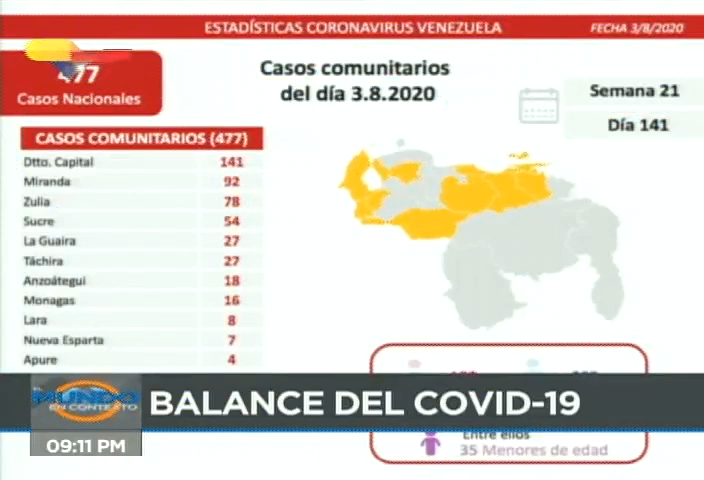 ESTADÍSTICAS CORONAVIRUS VENEZUELA
FECHA 3/8/2020
477
Casos Nacionales
Casos comunitarios
del día 3.8.2020
Semana 21
Día 141
CASOS COMUNITARIOS (477)
Dtto. Capital 141
Miranda 92
Zulia 78
Sucre 54
La Guaira 27
Táchira 27
Anzoátegui 18
Monagas 16
Lara 8
Nueva Esparta 7
Apure 4
EL MUNDO
EN CONTEXTO
BALANCE DEL COVID-19
09:11 PM
Entre ellos
35 Menores de edad